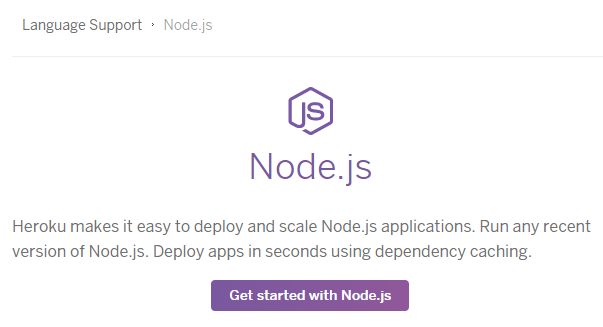 Language Support · Node.js
JS
Node.js
Heroku makes it easy to deploy and scale Node.js applications. Run any recent
version of Node.js. Deploy apps in seconds using dependency caching.
Get started with Node.js